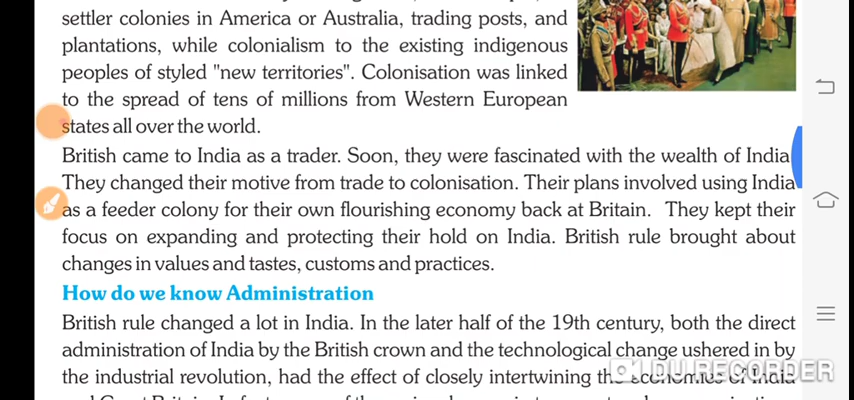 settler colonies in America or Australia, trading posts, and
plantations, while colonialism to the existing indigenous
peoples of styled "new territories". Colonisation was linked
to the spread of tens of millions from Western European
states all over the world.
British came to India as a trader. Soon, they were fascinated with the wealth of India
They changed their motive from trade to colonisation. Their plans involved using India
as a feeder colony for their own flourishing economy back at Britain. They kept their
focus on expanding and protecting their hold on India. British rule brought about
changes in values and tastes, customs and practices.
How do we know Administration
British rule changed a lot in India. In the later half of the 19th century, both the direct
administration of India by the British crown and the technological change ushered in by
the industrial revolution, had the effect of closely intertwining the economies of India
DU RECORDER